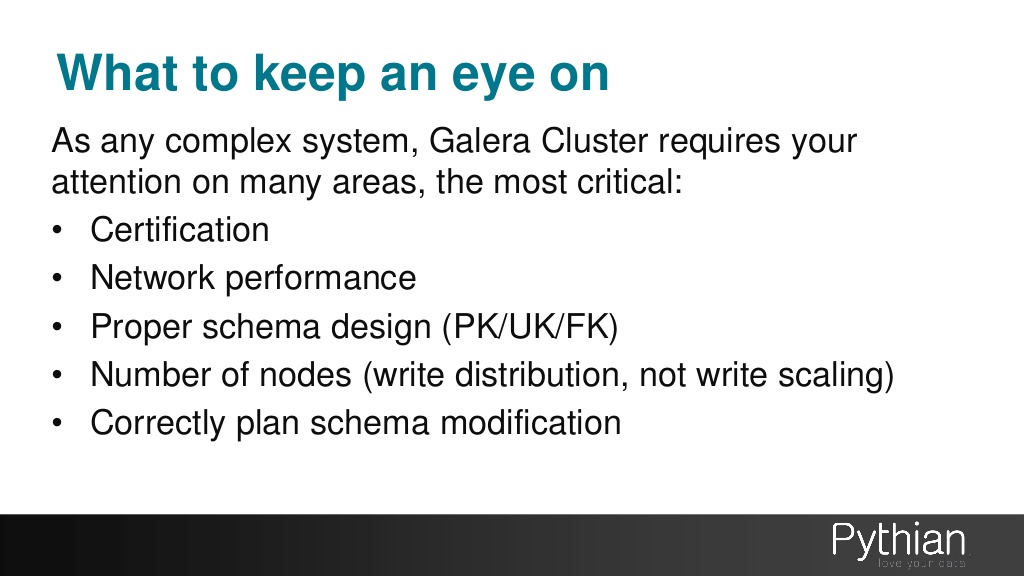 What to keep an eye on
As any complex system, Galera Cluster requires your
attention on many areas, the most critical:
• Certification
• Network performance
• Proper schema design (PK/UK/FK)
• Number of nodes (write distribution, not write scaling)
• Correctly plan schema modification
Pythian
love your data